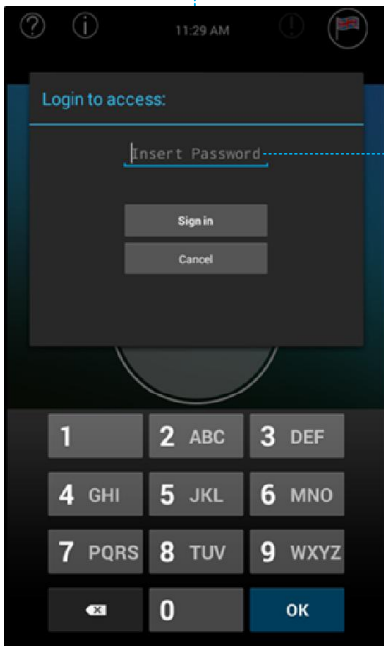 11:29 AM
Login to access:
Insert Password
Sign in
Cancel
1
2 ABC
3 DEF
4 GHI
5 JKL
6 MNO
7 PQRS
8 TUV
9 WXYZ
0
OK